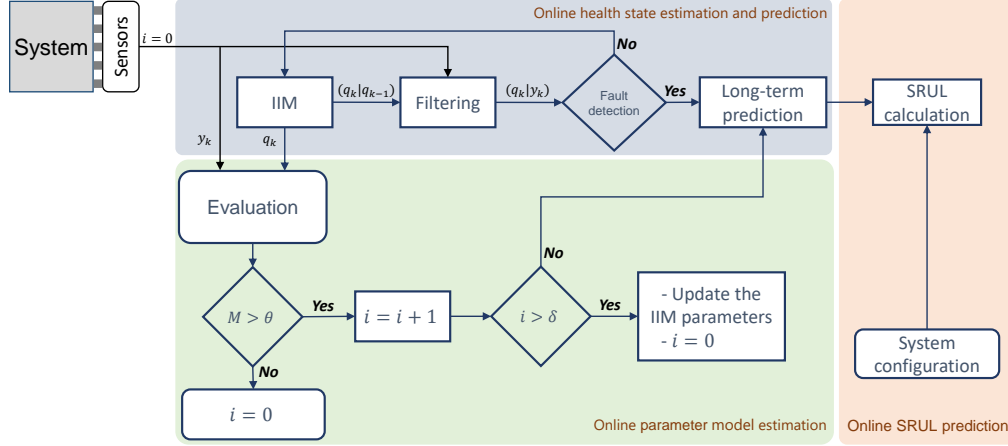 Online health state estimation and prediction
System
Sensors
i = 0
No
IIM
(q_k|q_{k-1})
Filtering
(q_k|y_k)
Fault
detection
Yes
Long-term
prediction
SRUL
calculation
y_k
q_k
Evaluation
No
M > θ
Yes
i = i + 1
i > δ
Yes
- Update the
IIM parameters
- i = 0
System
configuration
No
i = 0
Online parameter model estimation
Online SRUL prediction